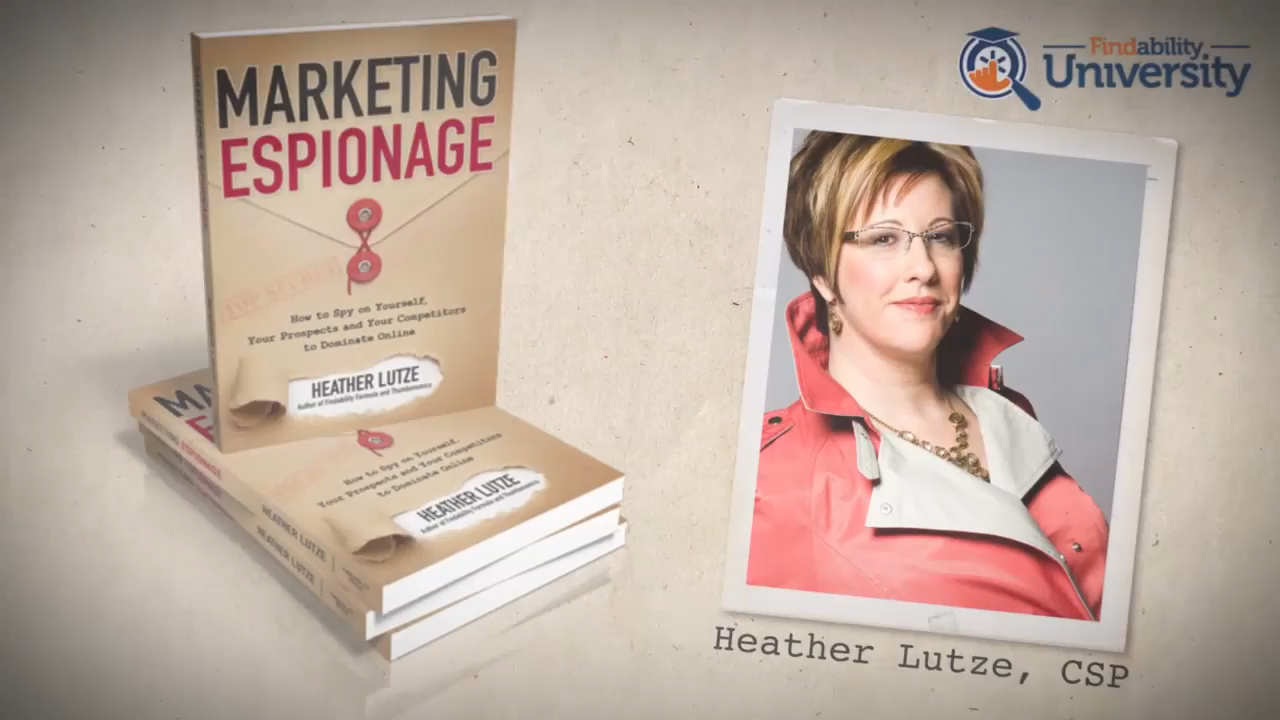 MARKETING
ESPIONAGE
TOP SECRET
How to Spy on Yourself,
Your Prospects and Your Competitors
to Dominate Online
HEATHER LUTZE
Author of Findability Formula and Thumbonomics
MARKETING ESPIONAGE
HEATHER LUTZE
HEATHER LUTZE
How to Spy on Yourself,
Your Prospects and Your Competitors
to Dominate Online
HEATHER LUTZE
Author of Findability Formula and Thumbonomics
Findability
University
Heather Lutze, CSP